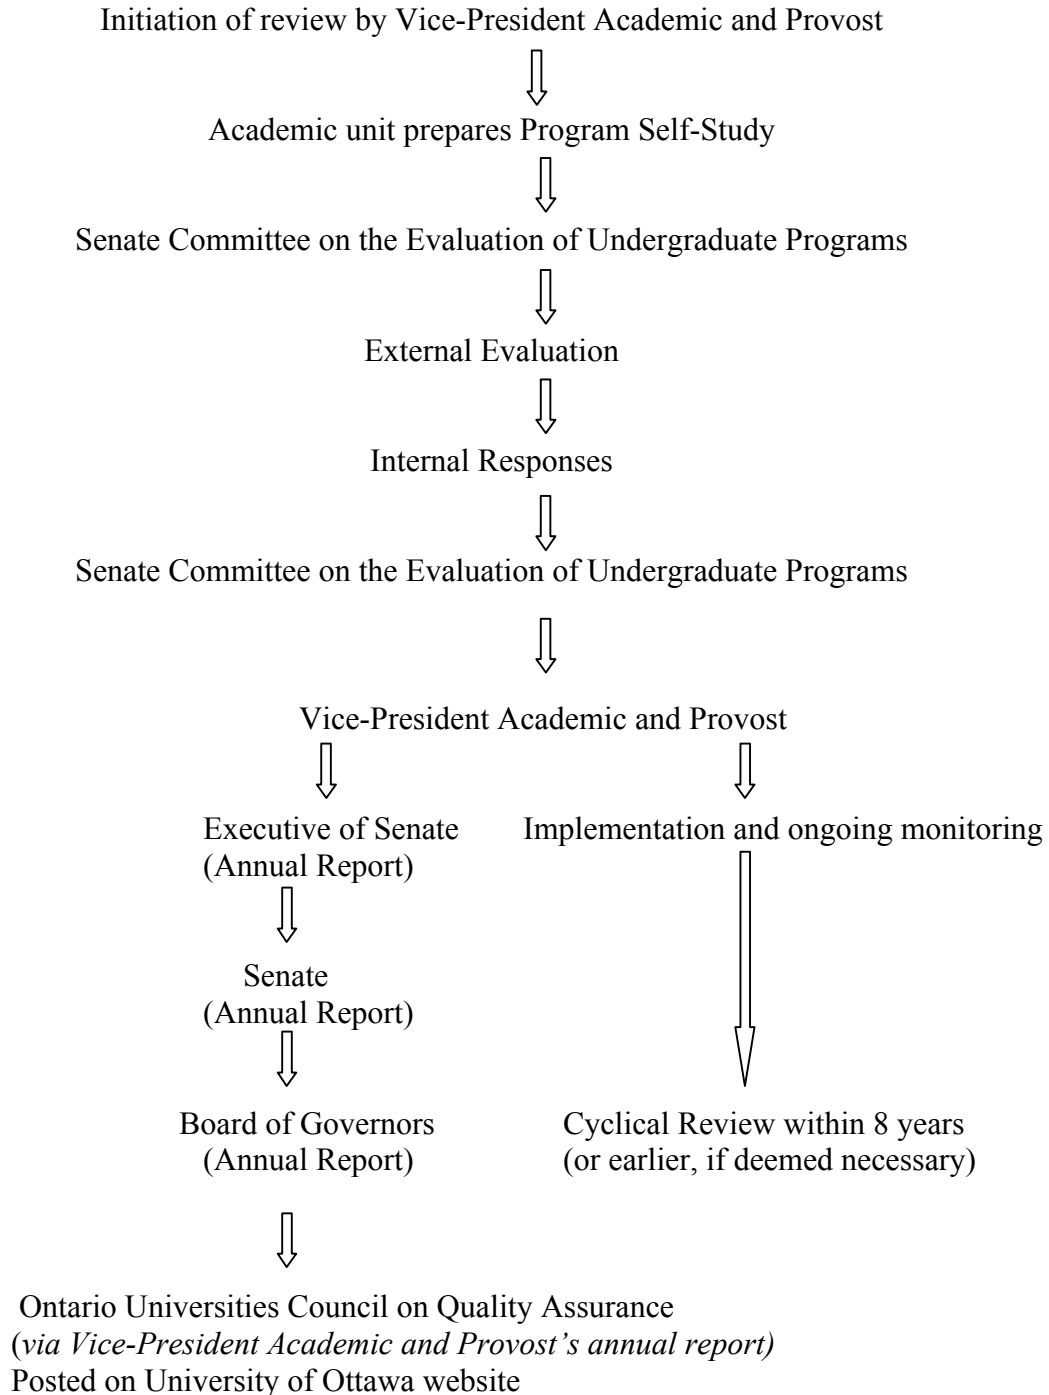 Initiation of review by Vice-President Academic and Provost
Academic unit prepares Program Self-Study
Senate Committee on the Evaluation of Undergraduate Programs
External Evaluation
Internal Responses
Senate Committee on the Evaluation of Undergraduate Programs
Vice-President Academic and Provost
Executive of Senate
(Annual Report)
Implementation and ongoing monitoring
Senate
(Annual Report)
Board of Governors
(Annual Report)
Cyclical Review within 8 years
(or earlier, if deemed necessary)
Ontario Universities Council on Quality Assurance
(via Vice-President Academic and Provost's annual report)
Posted on University of Ottawa website